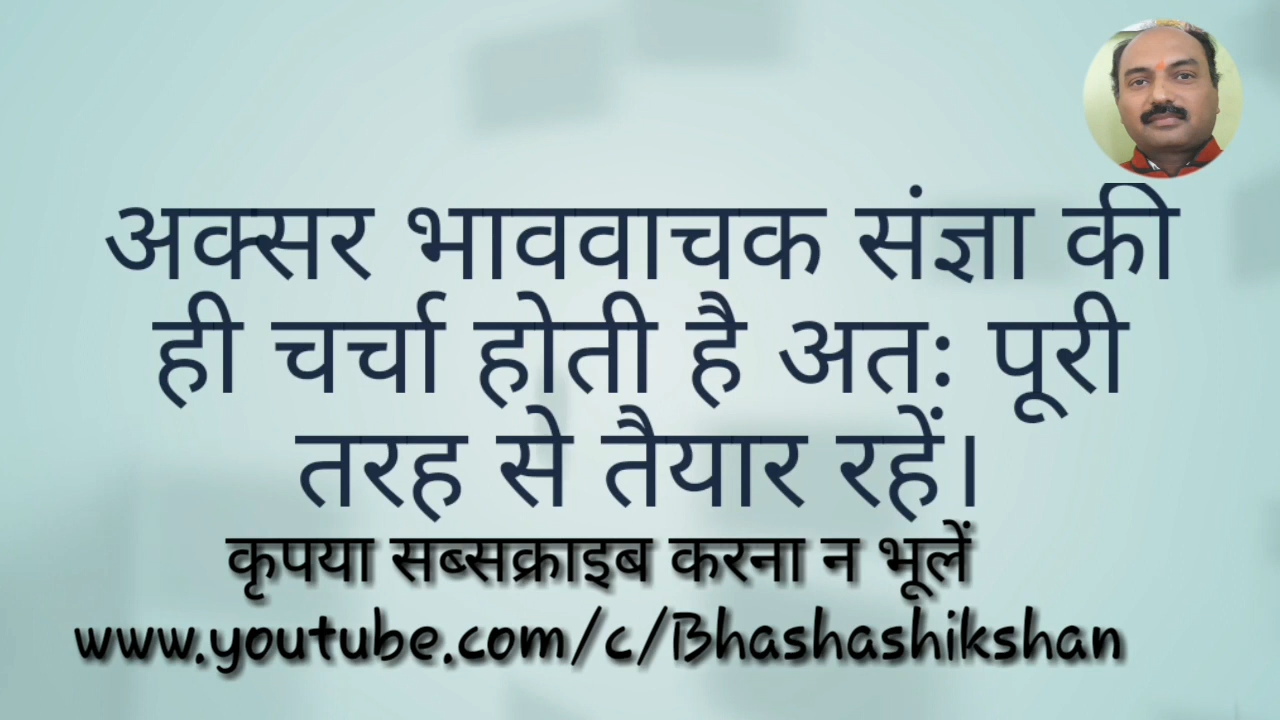 अक्सर भाववाचक संज्ञा की
ही चर्चा होती है अतः पूरी
तरह से तैयार रहें।
कृपया सब्सक्राइब करना न भूलें
www.youtube.com/c/Bhashashikshan